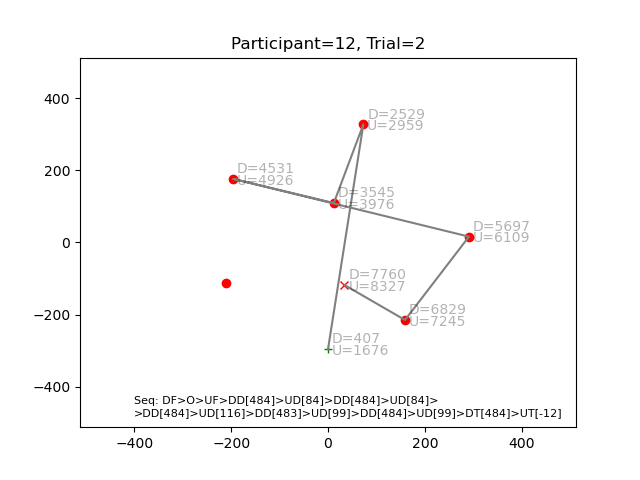 Participant=12, Trial=2
D=2529
U=2959
D=4531
U=4926
D=3545
U=3976
D=5697
U=6109
D=7760
U=8327
D=6829
U=7245
D=407
U=1676
Seq: DF>O>UF>DD[484]>UD[84]>DD[484]>UD[84]>
>DD[484]>UD[116]>DD[483]>UD[99]>DD[484]>UD[99]>DT[484]>UT[-12]
400
200
0
−200
−400
−400
−200
0
200
400